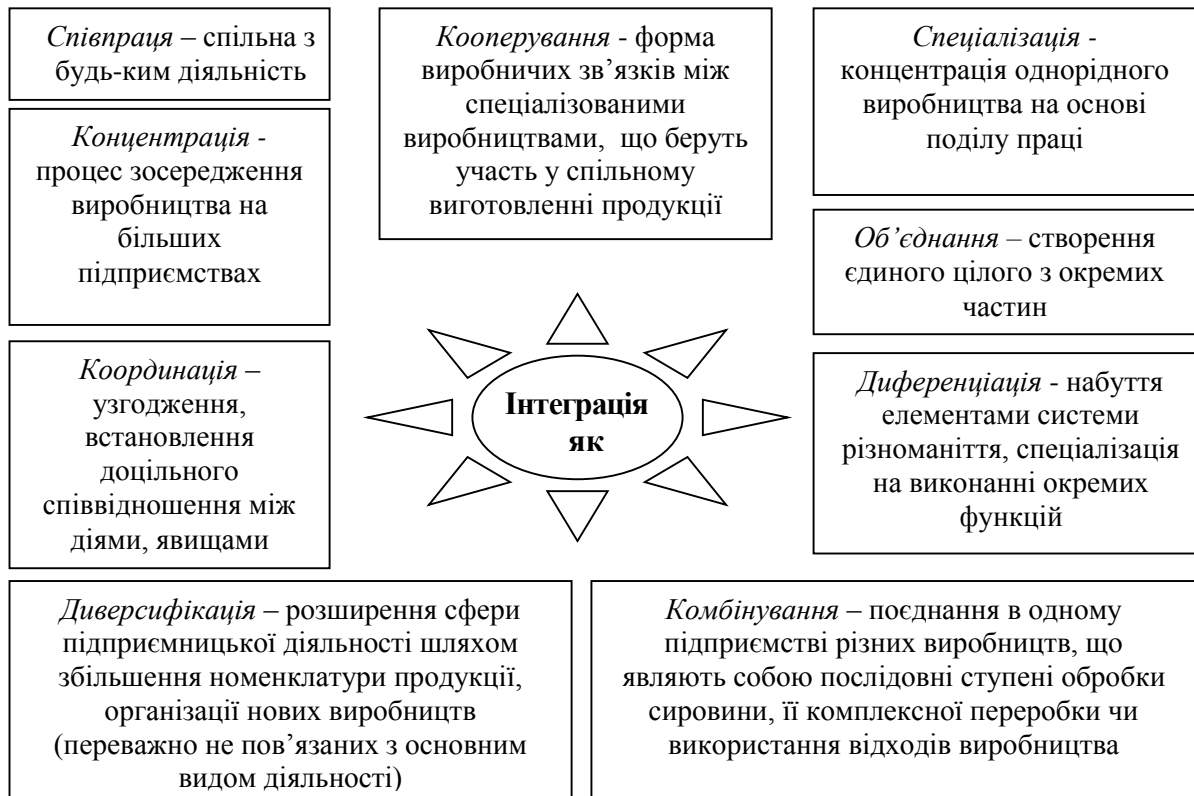 Співпраця – спільна з
будь-ким діяльність
Концентрація -
процес зосередження
виробництва на
більших
підприємствах
Координація –
узгодження,
встановлення
доцільного
співвідношення між
діями, явищами
Кооперування - форма
виробничих зв’язків між
спеціалізованими
виробництвами, що беруть
участь у спільному
виготовленні продукції
Інтеграція
як
Спеціалізація -
концентрація однорідного
виробництва на основі
поділу праці
Об’єднання – створення
єдиного цілого з окремих
частин
Диференціація - набуття
елементами системи
різноманіття, спеціалізація
на виконанні окремих
функцій
Диверсифікація – розширення сфери
підприємницької діяльності шляхом
збільшення номенклатури продукції,
організації нових виробництв
(переважно не пов’язаних з основним
видом діяльності)
Комбінування – поєднання в одному
підприємстві різних виробництв, що
являють собою послідовні ступені обробки
сировини, її комплексної переробки чи
використання відходів виробництва